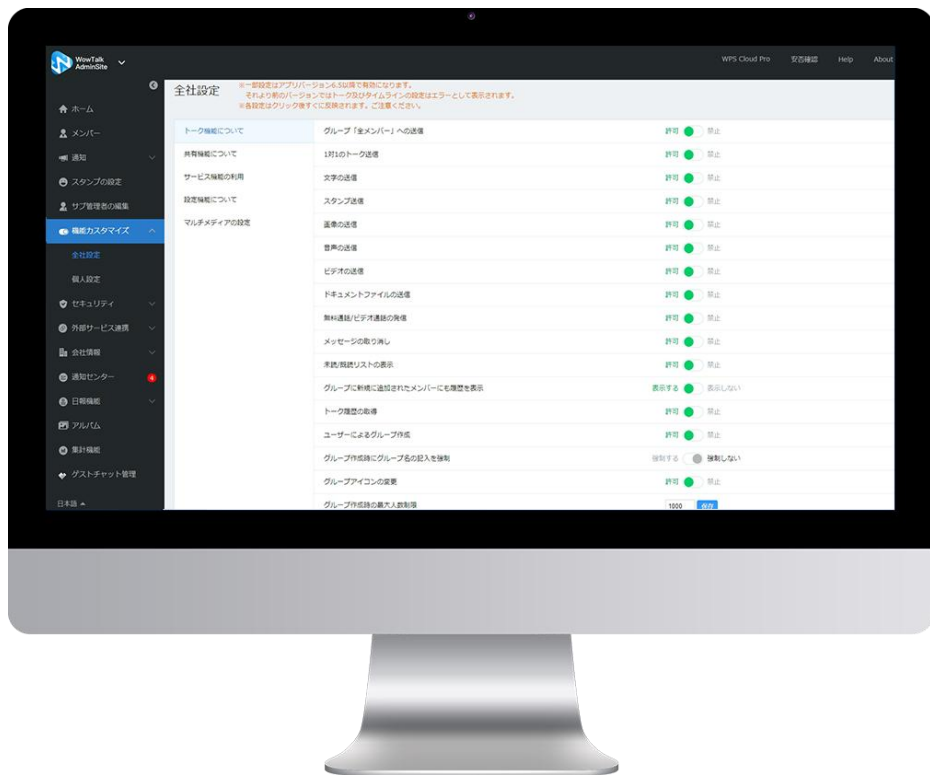 WowTalk
AdminSite
WPS Cloud Pro
安否確認
Help
About
ホーム
メンバー
通知
スタンプの設定
サブ管理者の編集
機能カスタマイズ
全社設定
個人設定
セキュリティ
外部サービス連携
会社情報
通知センター
4
日報機能
アルバム
集計機能
ゲストチャット管理
日本語
全社設定
※一部設定はアプリバージョン6.5以降で有効になります。
それより前のバージョンではトーク及びタイムラインの設定はエラーとして表示されます。
※各設定はクリック後すぐに反映されます。ご注意ください。
トーク機能について
共有機能について
サービス機能の利用
設定機能について
マルチメディアの設定
グループ「全メンバー」への送信 許可 禁止
1対1のトーク送信 許可 禁止
文字の送信 許可 禁止
スタンプ送信 許可 禁止
画像の送信 許可 禁止
音声の送信 許可 禁止
ビデオの送信 許可 禁止
ドキュメントファイルの送信 許可 禁止
無料通話/ビデオ通話の発信 許可 禁止
メッセージの取り消し 許可 禁止
未読/既読リストの表示 許可 禁止
グループに新規に追加されたメンバーにも履歴を表示 表示する 表示しない
トーク履歴の取得 許可 禁止
ユーザーによるグループ作成 許可 禁止
グループ作成時にグループ名の記入を強制 強制する 強制しない
グループアイコンの変更 許可 禁止
グループ作成時の最大人数制限 1000 保存